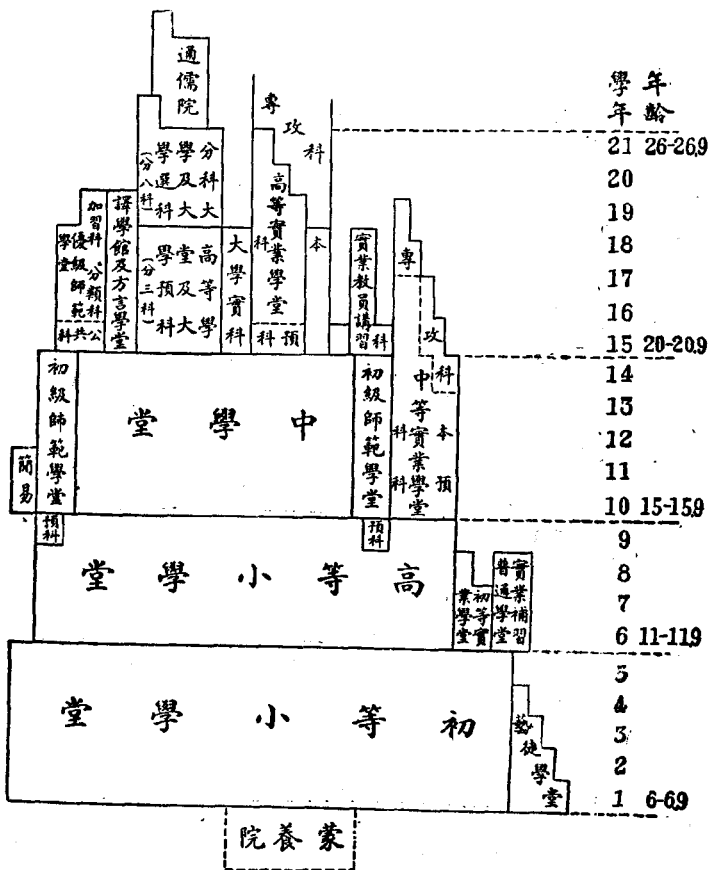 學年
年齡
通儒院
分科大
學及大
學選科
(分八科)
專攻科
高等實業學堂
科
預科
本
21 26-26.9
20
19
18
17
16
15 20-20.9
加習科、分類科
優級師範
學堂
公共科
譯學館及方言學堂
高等學
堂及大
學預科
(分三科)
大學實科
實業教員講習科
專攻科
初級師範學堂
中學堂
初級師範學堂
中等實業學堂
本科
預科
簡易
14
13
12
11
10 15-15.9
預科
預科
高等小學堂
初等實
業學堂
實業補習
普通學堂
9
8
7
6 11-11.9
初等小學堂
藝徒學堂
5
4
3
2
1 6-6.9
蒙養院